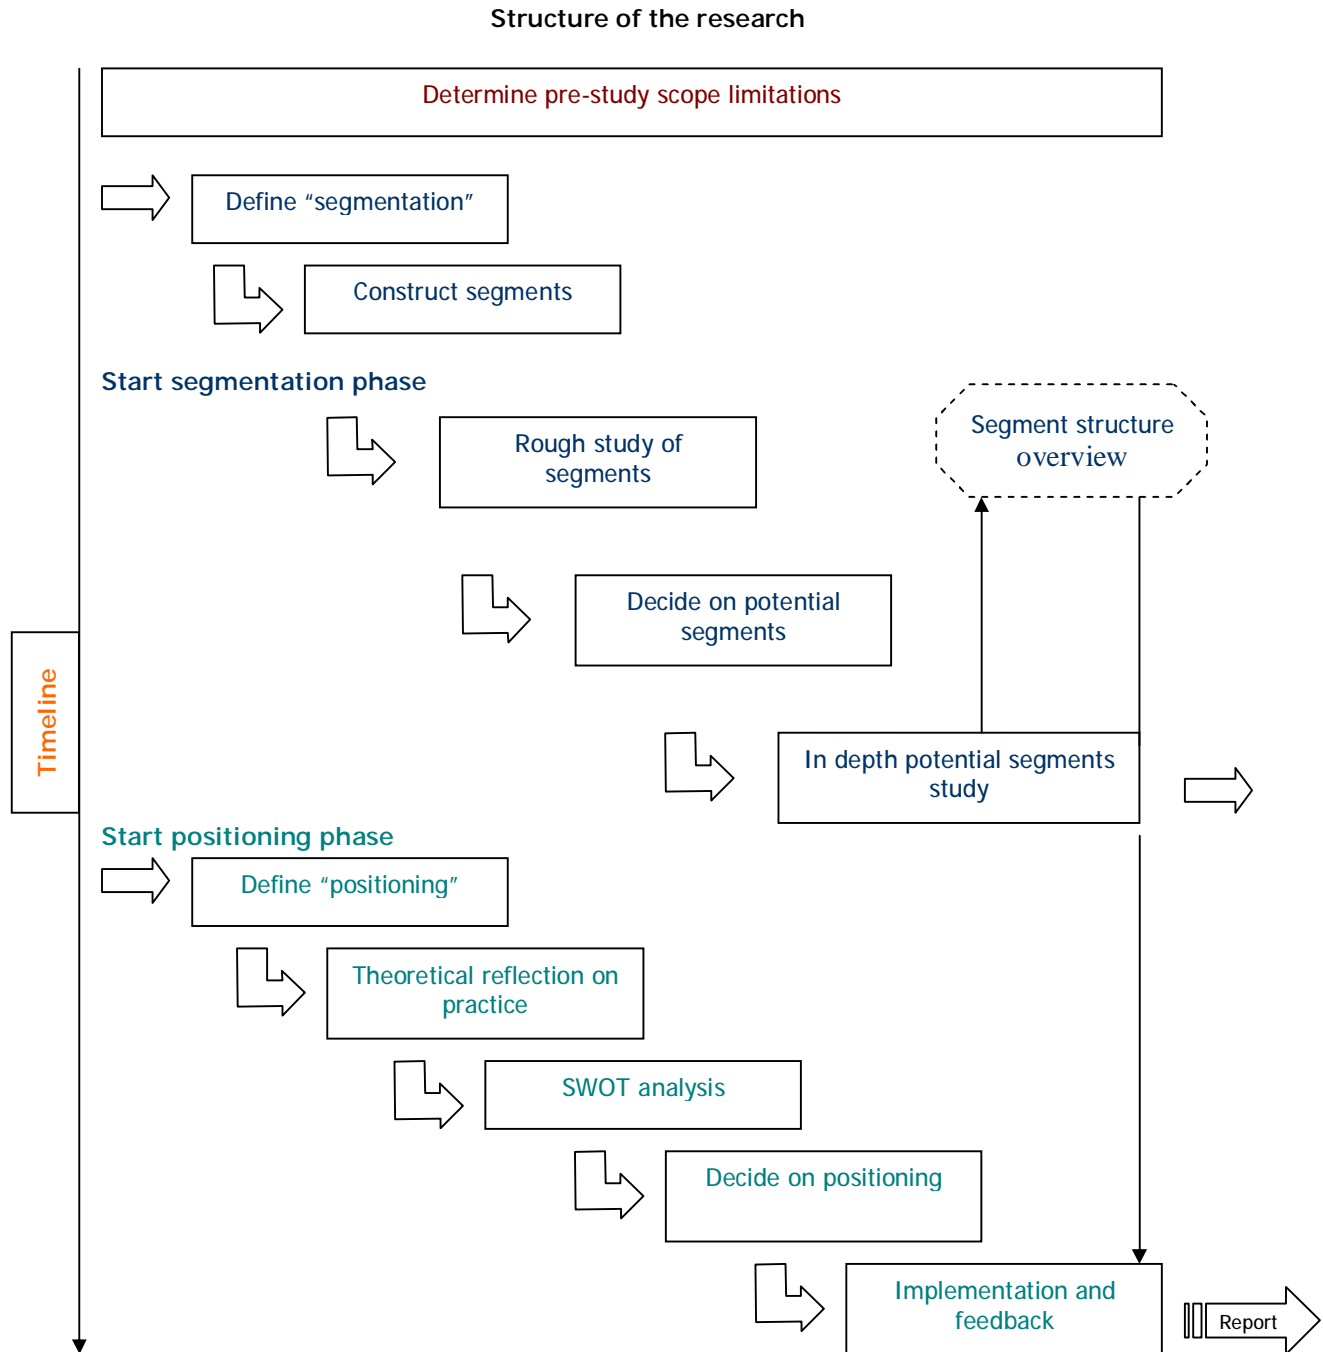 Structure of the research
Determine pre-study scope limitations
Define “segmentation”
Construct segments
Start segmentation phase
Rough study of
segments
Segment structure
overview
Decide on potential
segments
Timeline
In depth potential segments
study
Start positioning phase
Define “positioning”
Theoretical reflection on
practice
SWOT analysis
Decide on positioning
Implementation and
feedback
Report